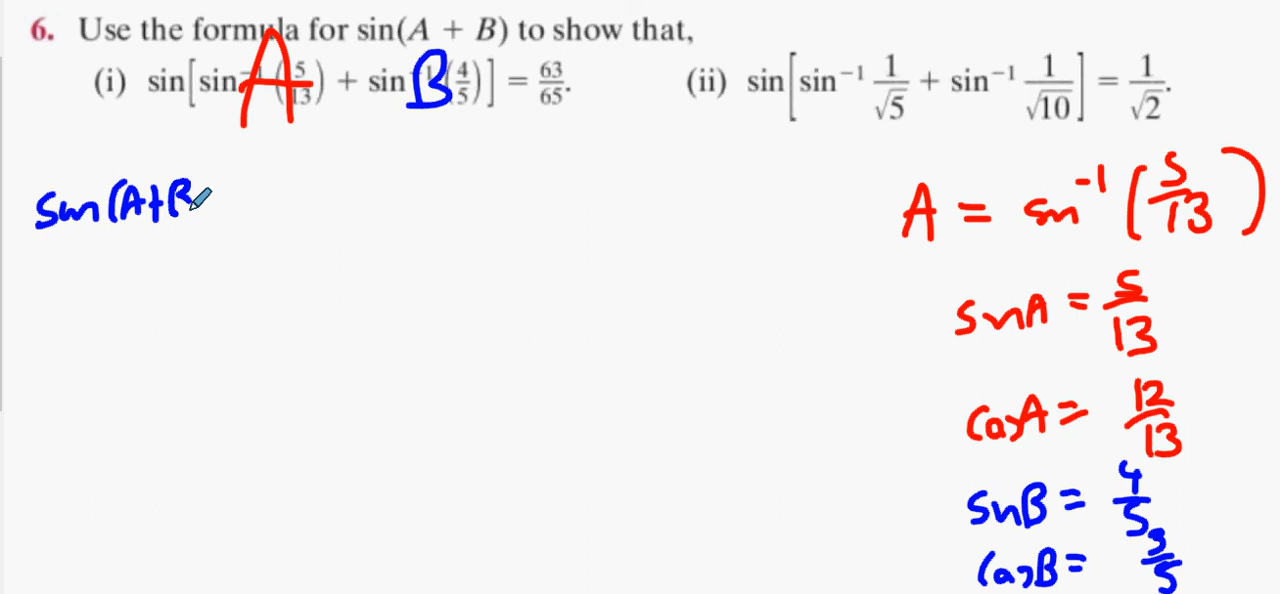 6. Use the formula for sin(A + B) to show that,
(i) sin[sin⁻¹(5/13) + sin⁻¹(4/5)] = 63/65. (ii) sin[sin⁻¹ 1/√5 + sin⁻¹ 1/√10] = 1/√2.
A B
sin(A+B
A = sin⁻¹(5/13)
sinA = 5/13
cosA = 12/13
sinB = 4/5
cosB = 3/5